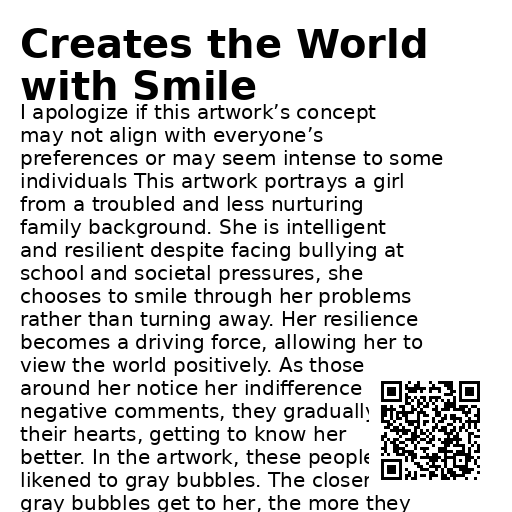 Creates the World
with Smile
I apologize if this artwork’s concept
may not align with everyone’s
preferences or may seem intense to some
individuals This artwork portrays a girl
from a troubled and less nurturing
family background. She is intelligent
and resilient despite facing bullying at
school and societal pressures, she
chooses to smile through her problems
rather than turning away. Her resilience
becomes a driving force, allowing her to
view the world positively. As those
around her notice her indifference
negative comments, they gradually
their hearts, getting to know her
better. In the artwork, these people
likened to gray bubbles. The closer
gray bubbles get to her, the more they